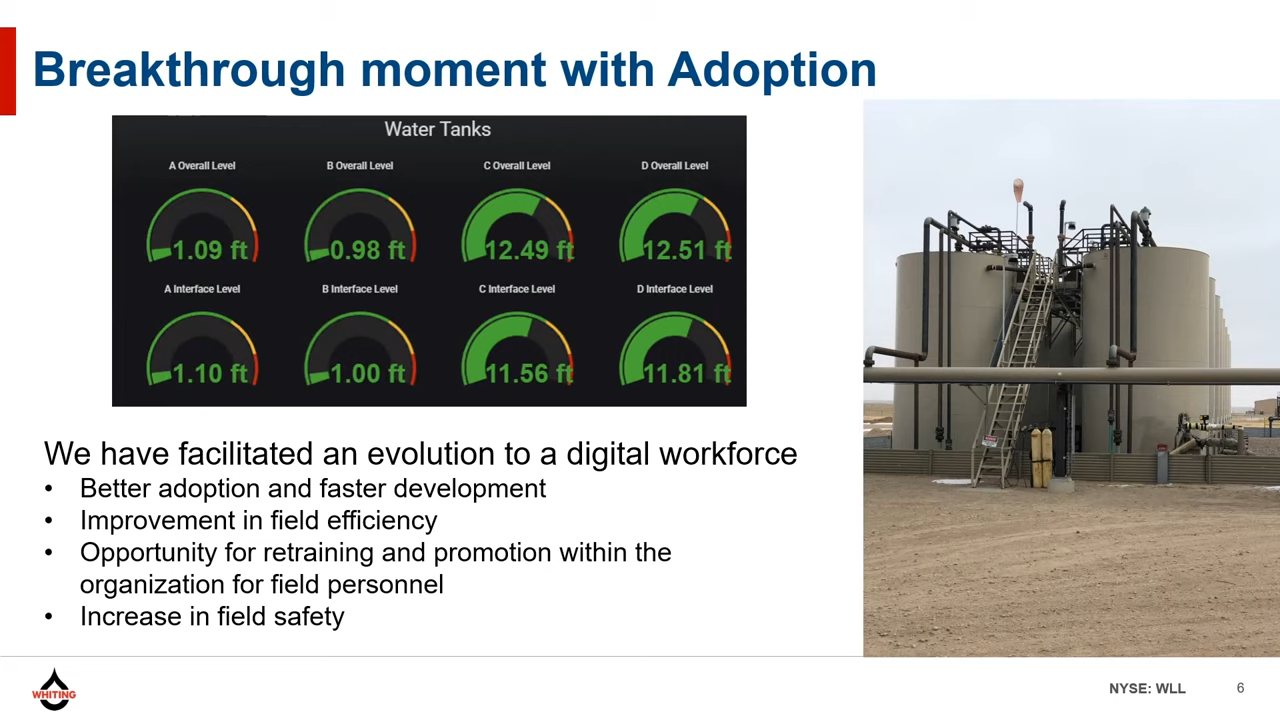 Breakthrough moment with Adoption
Water Tanks
A Overall Level
B Overall Level
C Overall Level
D Overall Level
1.09 ft
0.98 ft
12.49 ft
12.51 ft
A Interface Level
B Interface Level
C Interface Level
D Interface Level
1.10 ft
1.00 ft
11.56 ft
11.81 ft
We have facilitated an evolution to a digital workforce
• Better adoption and faster development
• Improvement in field efficiency
• Opportunity for retraining and promotion within the
organization for field personnel
• Increase in field safety
WHITING
NYSE: WLL
6